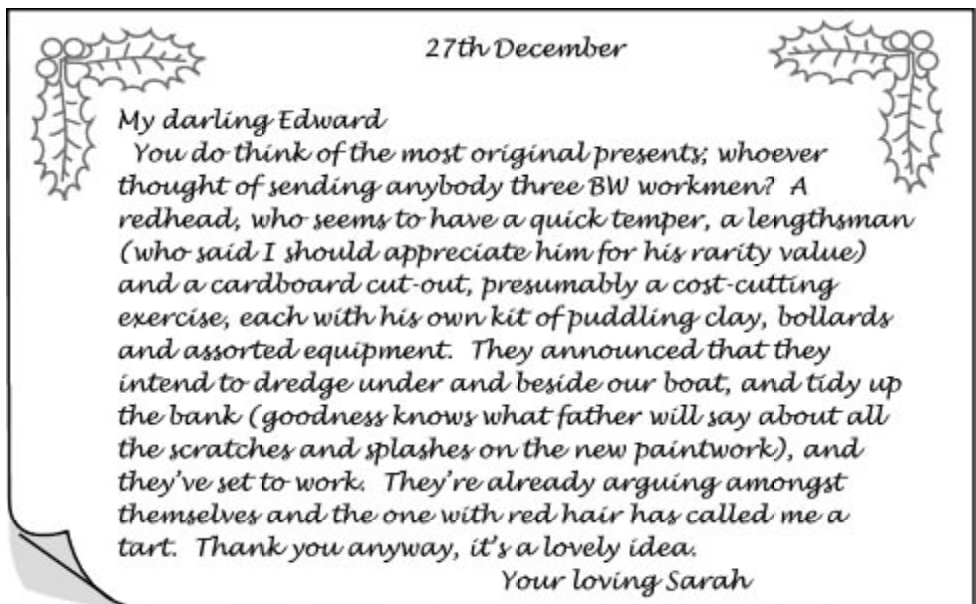 27th December
My darling Edward
You do think of the most original presents; whoever
thought of sending anybody three BW workmen? A
redhead, who seems to have a quick temper, a lengthsman
(who said I should appreciate him for his rarity value)
and a cardboard cut-out, presumably a cost-cutting
exercise, each with his own kit of puddling clay, bollards
and assorted equipment. They announced that they
intend to dredge under and beside our boat, and tidy up
the bank (goodness knows what father will say about all
the scratches and splashes on the new paintwork), and
they've set to work. They're already arguing amongst
themselves and the one with red hair has called me a
tart. Thank you anyway, it's a lovely idea.
Your loving Sarah